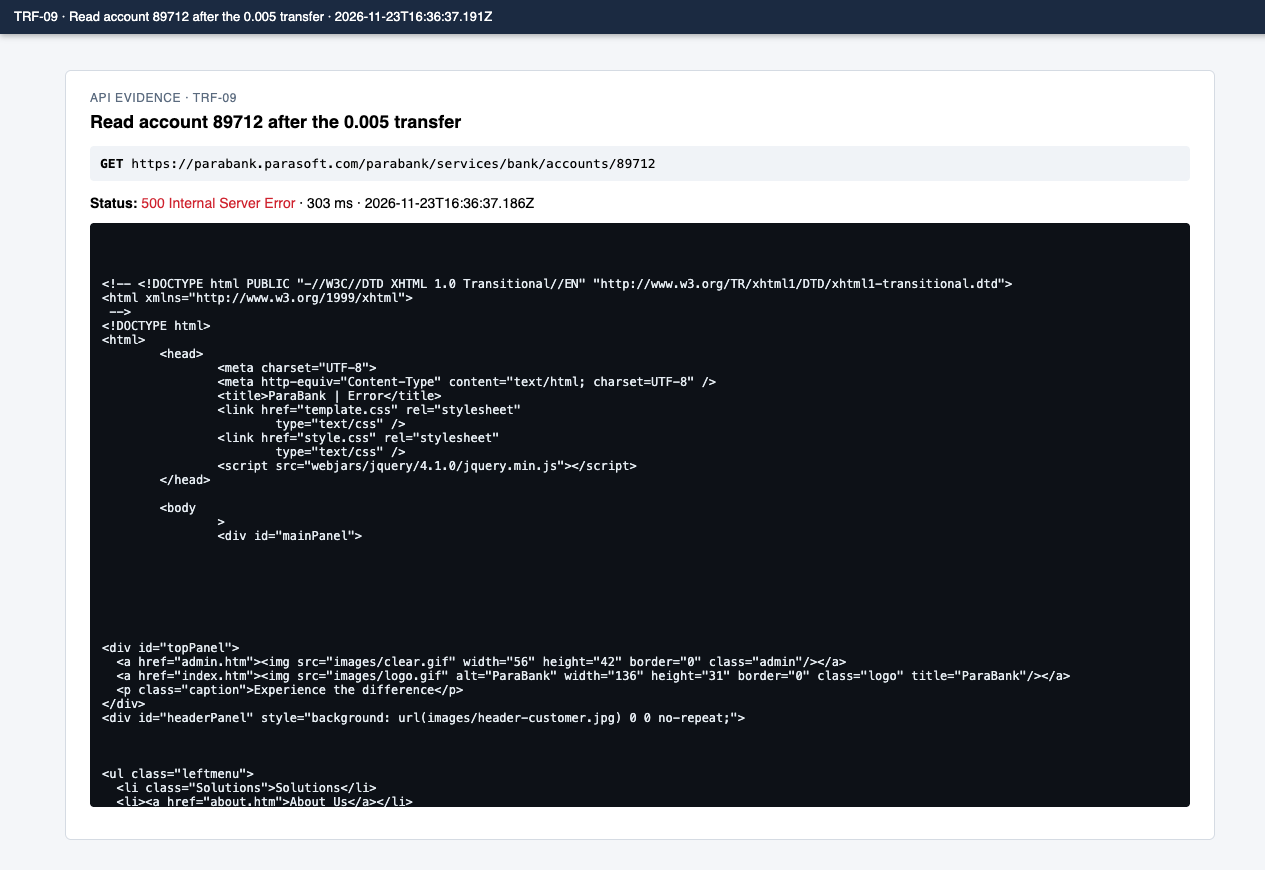 TRF-09 · Read account 89712 after the 0.005 transfer · 2026-11-23T16:36:37.191Z
API EVIDENCE · TRF-09
Read account 89712 after the 0.005 transfer
GET https://parabank.parasoft.com/parabank/services/bank/accounts/89712
Status: 500 Internal Server Error · 303 ms · 2026-11-23T16:36:37.186Z
<!-- <!DOCTYPE html PUBLIC "-//W3C//DTD XHTML 1.0 Transitional//EN" "http://www.w3.org/TR/xhtml1/DTD/xhtml1-transitional.dtd">
<html xmlns="http://www.w3.org/1999/xhtml">
-->
<!DOCTYPE html>
<html>
<head>
<meta charset="UTF-8">
<meta http-equiv="Content-Type" content="text/html; charset=UTF-8" />
<title>ParaBank | Error</title>
<link href="template.css" rel="stylesheet"
type="text/css" />
<link href="style.css" rel="stylesheet"
type="text/css" />
<script src="webjars/jquery/4.1.0/jquery.min.js"></script>
</head>
<body
>
<div id="mainPanel">
<div id="topPanel">
<a href="admin.htm"><img src="images/clear.gif" width="56" height="42" border="0" class="admin"/></a>
<a href="index.htm"><img src="images/logo.gif" alt="ParaBank" width="136" height="31" border="0" class="logo" title="ParaBank"/></a>
<p class="caption">Experience the difference</p>
</div>
<div id="headerPanel" style="background: url(images/header-customer.jpg) 0 0 no-repeat;">
<ul class="leftmenu">
<li class="Solutions">Solutions</li>
<li><a href="about.htm">About Us</a></li>